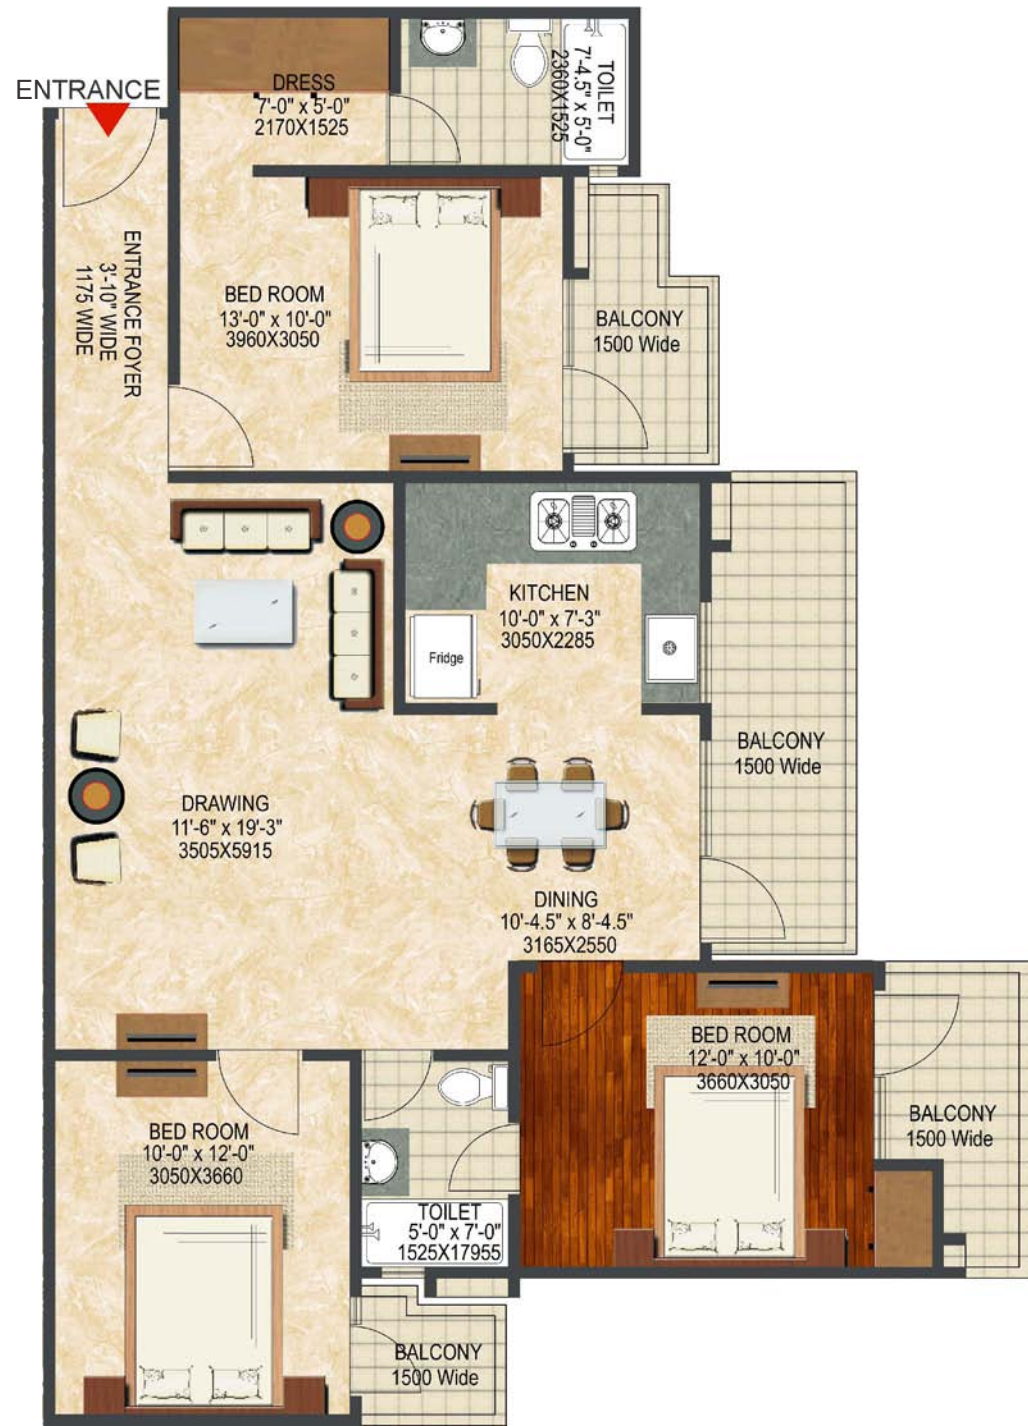 ENTRANCE
DRESS
7'-0" x 5'-0"
2170X1525
TOILET
7'-4.5" x 5'-0"
2360X1525
ENTRANCE FOYER
3'-10" WIDE
1175 WIDE
BED ROOM
13'-0" x 10'-0"
3960X3050
BALCONY
1500 Wide
KITCHEN
10'-0" x 7'-3"
3050X2285
Fridge
BALCONY
1500 Wide
DRAWING
11'-6" x 19'-3"
3505X5915
DINING
10'-4.5" x 8'-4.5"
3165X2550
BED ROOM
12'-0" x 10'-0"
3660X3050
BALCONY
1500 Wide
BED ROOM
10'-0" x 12'-0"
3050X3660
TOILET
5'-0" x 7'-0"
1525X17955
BALCONY
1500 Wide